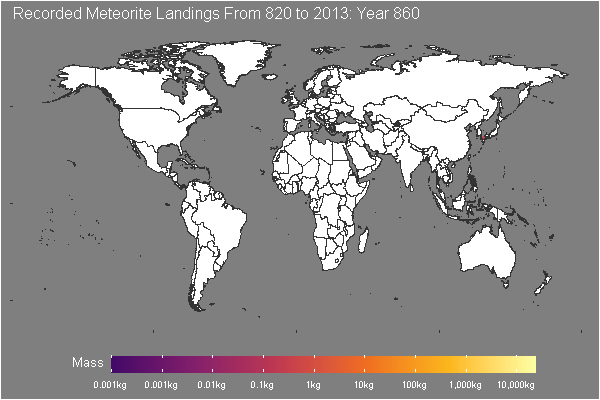 Recorded Meteorite Landings From 820 to 2013: Year 860
Mass
0.001kg 0.001kg 0.01kg 0.1kg 1kg 10kg 100kg 1,000kg 10,000kg